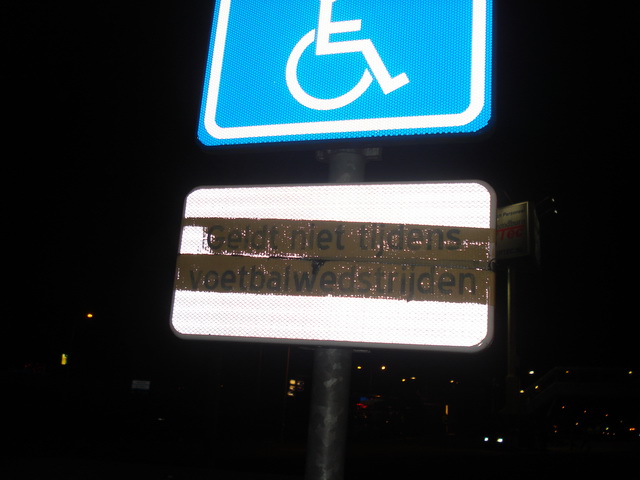 Geldt niet tijdens
voetbalwedstrijden